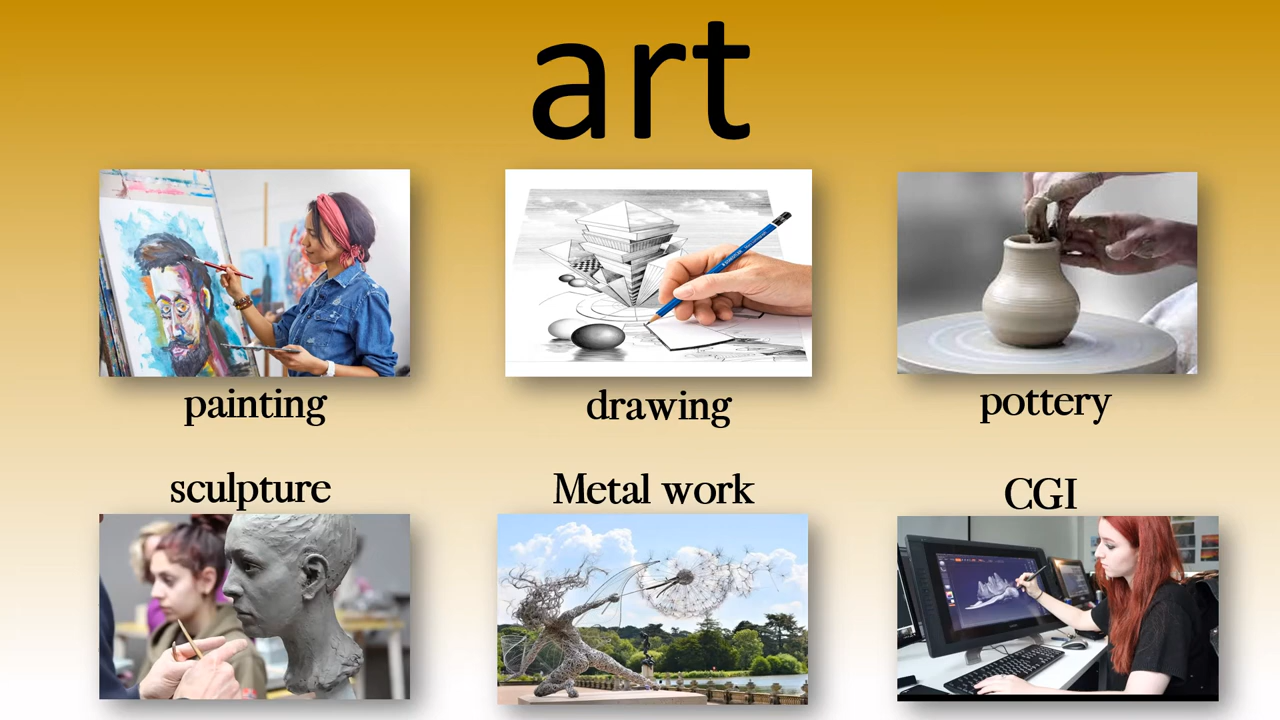 art
painting
drawing
pottery
sculpture
Metal work
CGI